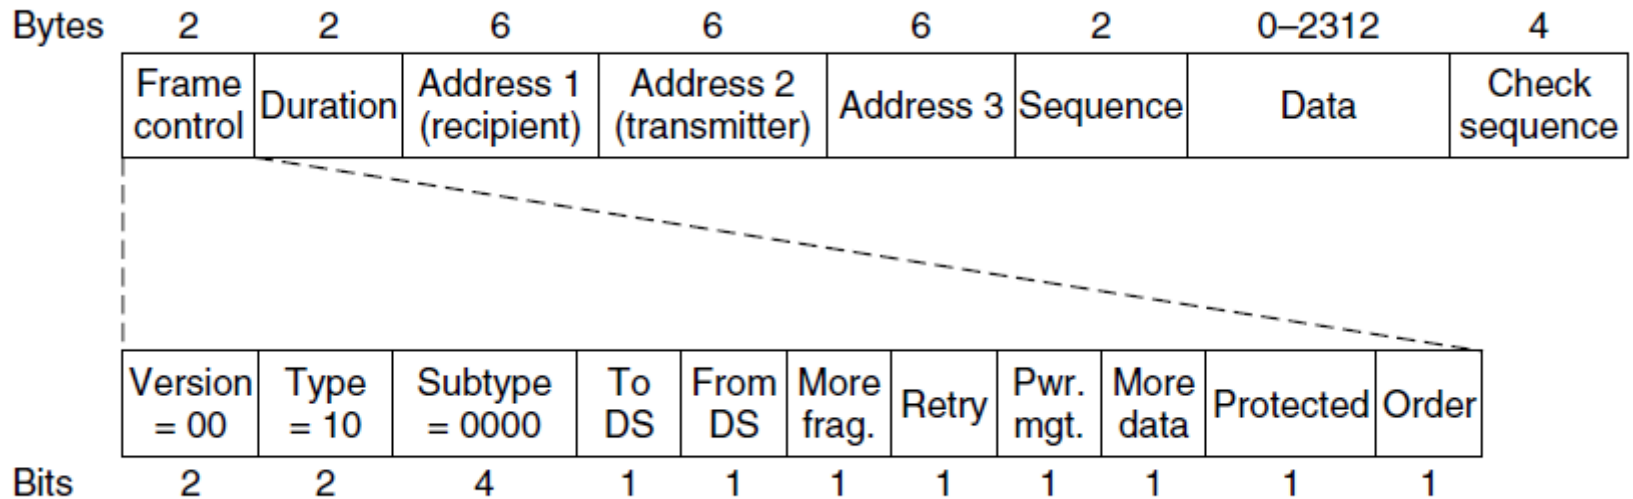 Bytes 2 2 6 6 6 2 0–2312 4
Frame control Duration Address 1 (recipient) Address 2 (transmitter) Address 3 Sequence Data Check sequence
Version = 00 Type = 10 Subtype = 0000 To DS From DS More frag. Retry Pwr. mgt. More data Protected Order
Bits 2 2 4 1 1 1 1 1 1 1 1